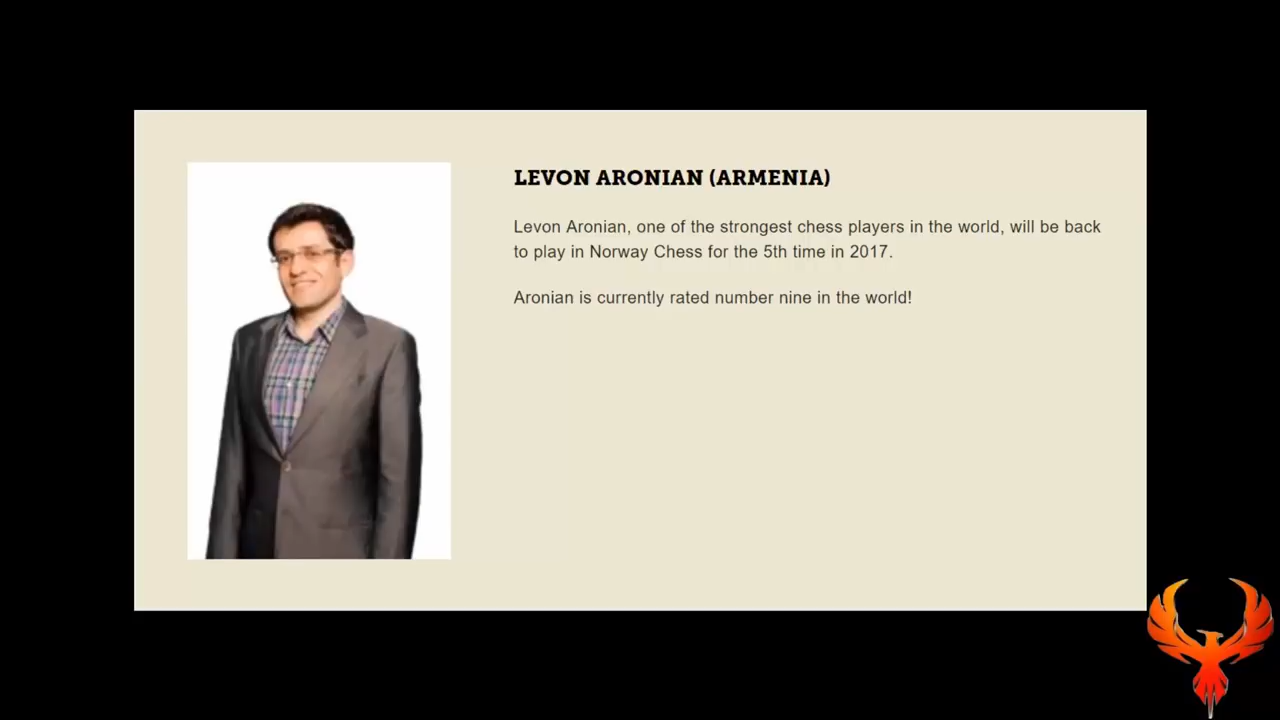 LEVON ARONIAN (ARMENIA)
Levon Aronian, one of the strongest chess players in the world, will be back
to play in Norway Chess for the 5th time in 2017.
Aronian is currently rated number nine in the world!